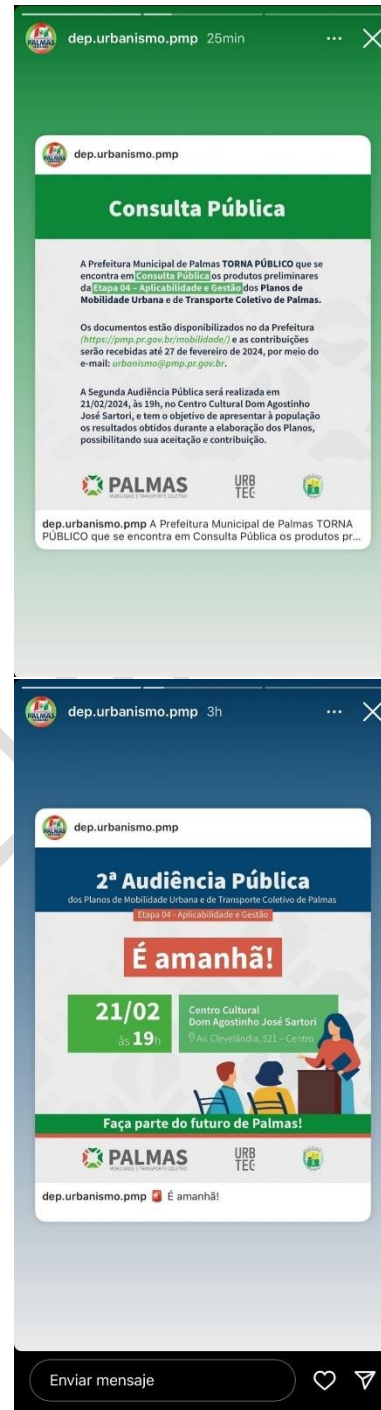 dep.urbanismo.pmp 25min
dep.urbanismo.pmp
Consulta Pública
A Prefeitura Municipal de Palmas TORNA PÚBLICO que se
encontra em Consulta Pública os produtos preliminares
da Etapa 04 – Aplicabilidade e Gestão dos Planos de
Mobilidade Urbana e de Transporte Coletivo de Palmas.
Os documentos estão disponibilizados no da Prefeitura
(https://pmp.pr.gov.br/mobilidade/) e as contribuições
serão recebidas até 27 de fevereiro de 2024, por meio do
e-mail: urbanismo@pmp.pr.gov.br.
A Segunda Audiência Pública será realizada em
21/02/2024, às 19h, no Centro Cultural Dom Agostinho
José Sartori, e tem o objetivo de apresentar à população
os resultados obtidos durante a elaboração dos Planos,
possibilitando sua aceitação e contribuição.
PALMAS URB
MOBILIDADE E TRANSPORTE COLETIVO TEC
dep.urbanismo.pmp A Prefeitura Municipal de Palmas TORNA
PÚBLICO que se encontra em Consulta Pública os produtos pr...
dep.urbanismo.pmp 3h
dep.urbanismo.pmp
2ª Audiência Pública
dos Planos de Mobilidade Urbana e de Transporte Coletivo de Palmas
Etapa 04 - Aplicabilidade e Gestão
É amanhã!
21/02
às 19h
Centro Cultural
Dom Agostinho José Sartori
Av. Clevelândia, 521 – Centro
Faça parte do futuro de Palmas!
PALMAS URB
MOBILIDADE E TRANSPORTE COLETIVO TEC
dep.urbanismo.pmp 🚨 É amanhã!
Enviar mensaje